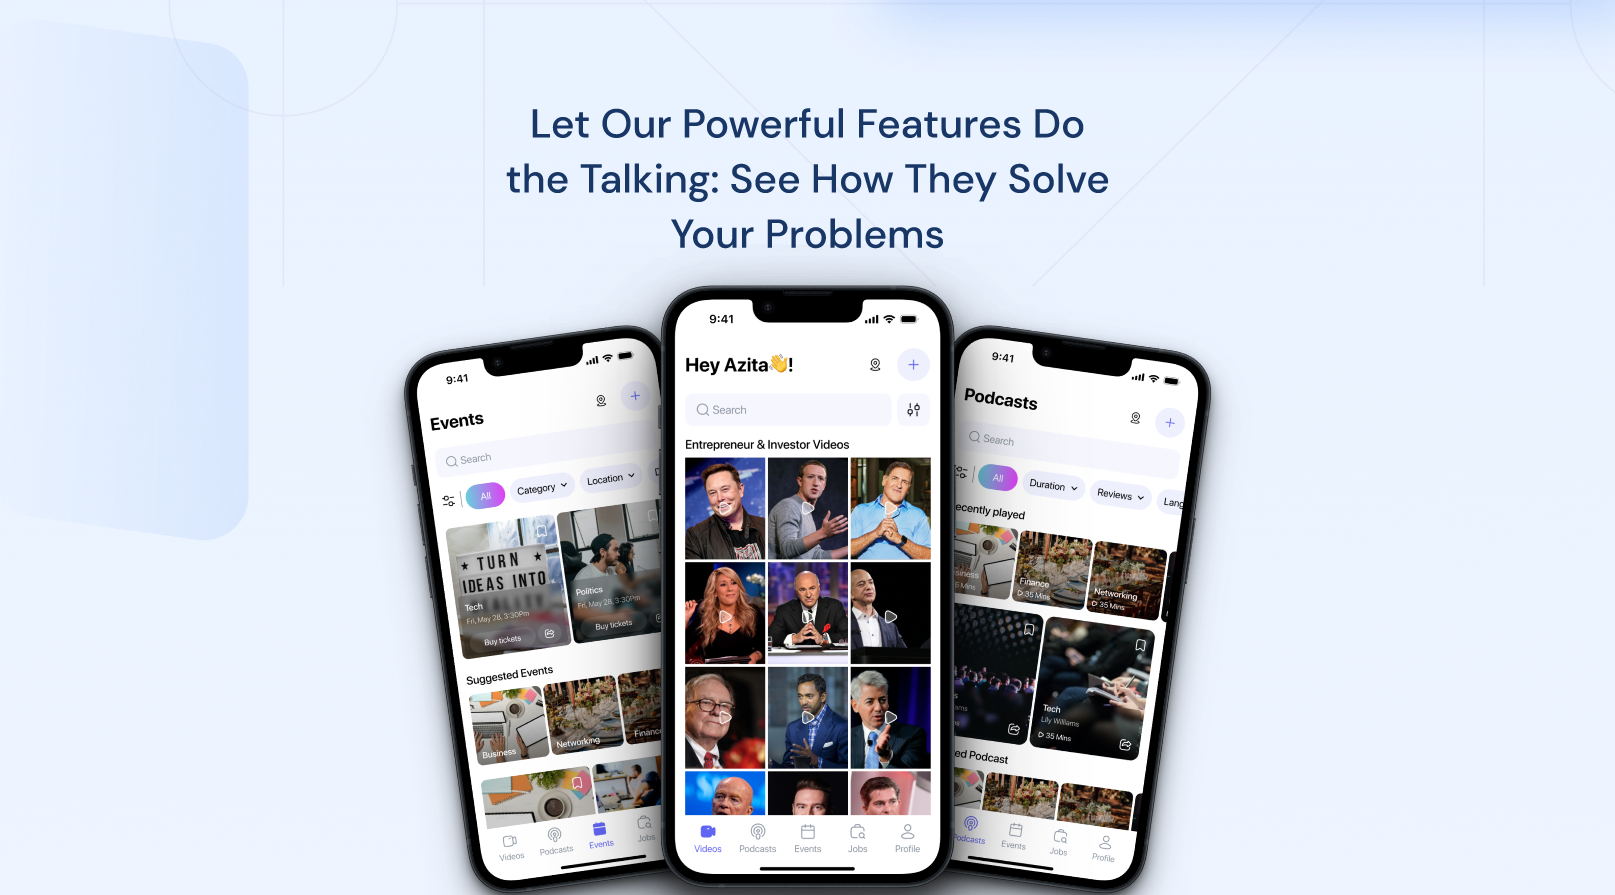 Let Our Powerful Features Do
the Talking: See How They Solve
Your Problems
9:41
Events
Search
All
Category
Location
TURN
IDEAS INTO
Tech
Fri, May 28, 3:30Pm
Buy tickets
Politics
Fri, May 28, 3:30Pm
Buy tickets
Suggested Events
Business
Networking
Finance
Videos
Podcasts
Events
Jobs
9:41
Hey Azita👋!
Search
Entrepreneur & Investor Videos
Videos
Podcasts
Events
Jobs
Profile
9:41
Podcasts
Search
All
Duration
Reviews
Lang
ecently played
siness
5 Mins
Finance
35 Mins
Networking
35 Mins
Tech
Lily Williams
35 Mins
ed Podcast
Podcasts
Events
Jobs
Profile